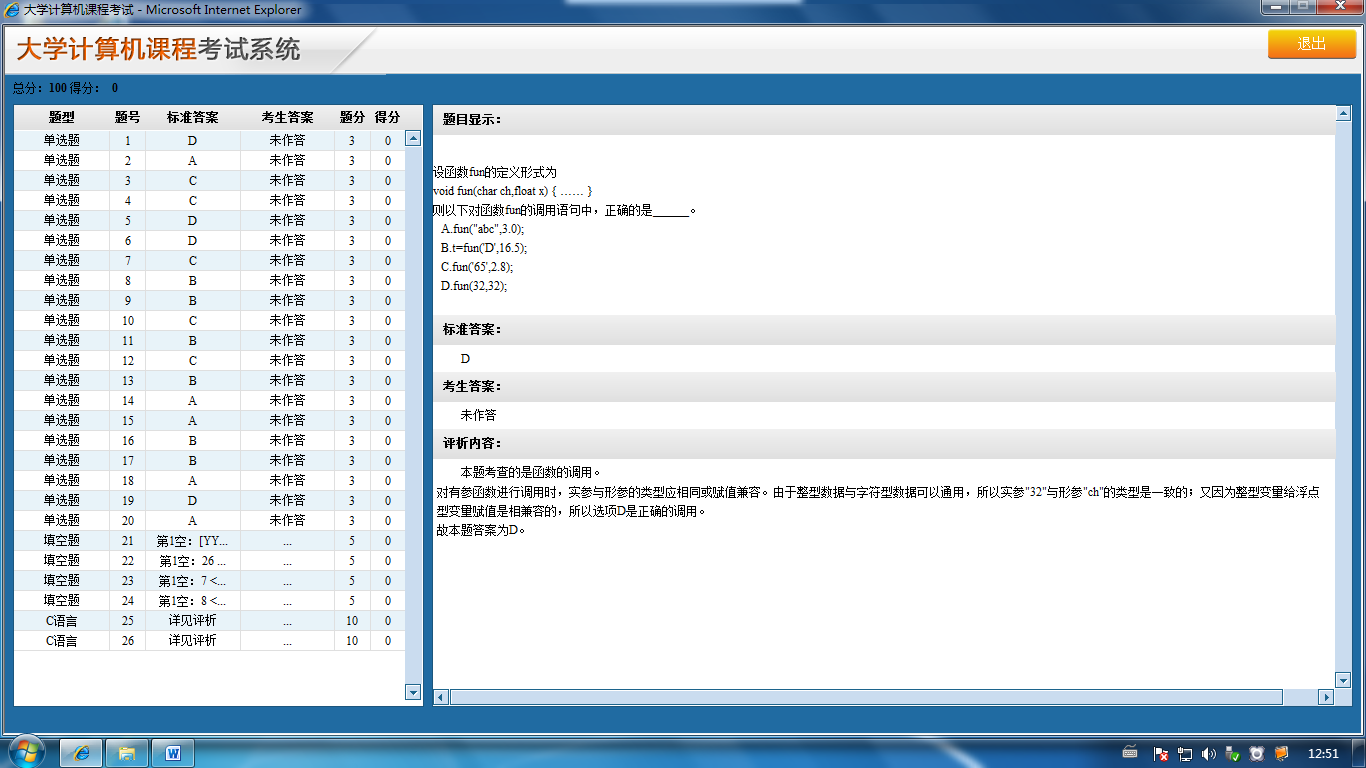 大学计算机课程考试 - Microsoft Internet Explorer
大学计算机课程考试系统
退出
总分：100 得分： 0
题型 题号 标准答案 考生答案 题分 得分
单选题 1 D 未作答 3 0
单选题 2 A 未作答 3 0
单选题 3 C 未作答 3 0
单选题 4 C 未作答 3 0
单选题 5 D 未作答 3 0
单选题 6 D 未作答 3 0
单选题 7 C 未作答 3 0
单选题 8 B 未作答 3 0
单选题 9 B 未作答 3 0
单选题 10 C 未作答 3 0
单选题 11 B 未作答 3 0
单选题 12 C 未作答 3 0
单选题 13 B 未作答 3 0
单选题 14 A 未作答 3 0
单选题 15 A 未作答 3 0
单选题 16 B 未作答 3 0
单选题 17 B 未作答 3 0
单选题 18 A 未作答 3 0
单选题 19 D 未作答 3 0
单选题 20 A 未作答 3 0
填空题 21 第1空：[YY... ... 5 0
填空题 22 第1空：26 ... ... 5 0
填空题 23 第1空：7 <... ... 5 0
填空题 24 第1空：8 <... ... 5 0
C语言 25 详见评析 ... 10 0
C语言 26 详见评析 ... 10 0
题目显示：
设函数fun的定义形式为
void fun(char ch,float x) { …… }
则以下对函数fun的调用语句中，正确的是______。
A.fun("abc",3.0);
B.t=fun('D',16.5);
C.fun('65',2.8);
D.fun(32,32);
标准答案：
D
考生答案：
未作答
评析内容：
本题考查的是函数的调用。
对有参函数进行调用时，实参与形参的类型应相同或赋值兼容。由于整型数据与字符型数据可以通用，所以实参"32"与形参"ch"的类型是一致的；又因为整型变量给浮点
型变量赋值是相兼容的，所以选项D是正确的调用。
故本题答案为D。
12:51